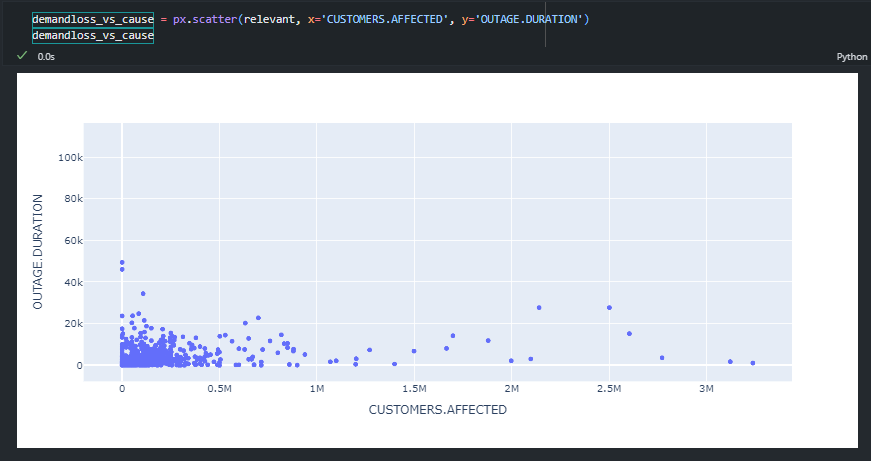 demandloss_vs_cause = px.scatter(relevant, x='CUSTOMERS.AFFECTED', y='OUTAGE.DURATION')
demandloss_vs_cause
0.0s
Python
100k
80k
60k
40k
20k
0
OUTAGE.DURATION
0
0.5M
1M
1.5M
2M
2.5M
3M
CUSTOMERS.AFFECTED